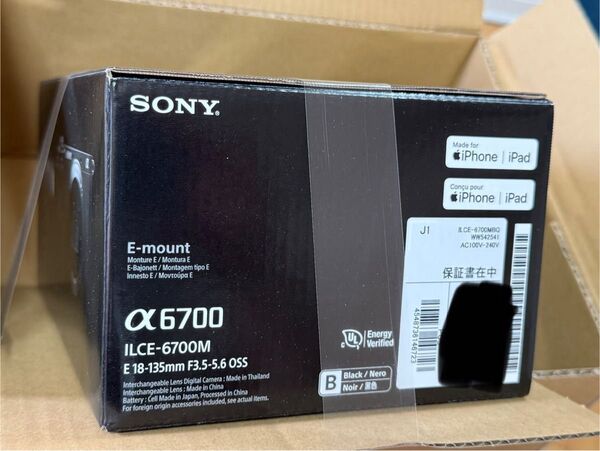 SONY®
Made for
iPhone | iPad
Conçu pour
iPhone | iPad
J1
ILCE-6700MBQ
WW542541
AC100V-240V
保証書在中
4548736146723
E-mount
Monture E / Montura E
E-Bajonett / Montagem tipo E
Innesto E / Μοντούρα E
α6700
ILCE-6700M
E 18-135mm F3.5-5.6 OSS
Interchangeable Lens Digital Camera : Made in Thailand
Interchangeable Lens : Made in China
Battery : Cell Made in Japan, Processed in China
For foreign origin accessories included, see actual items.
UL
Energy
Verified
B
Black / Nero
Noir / 黒色